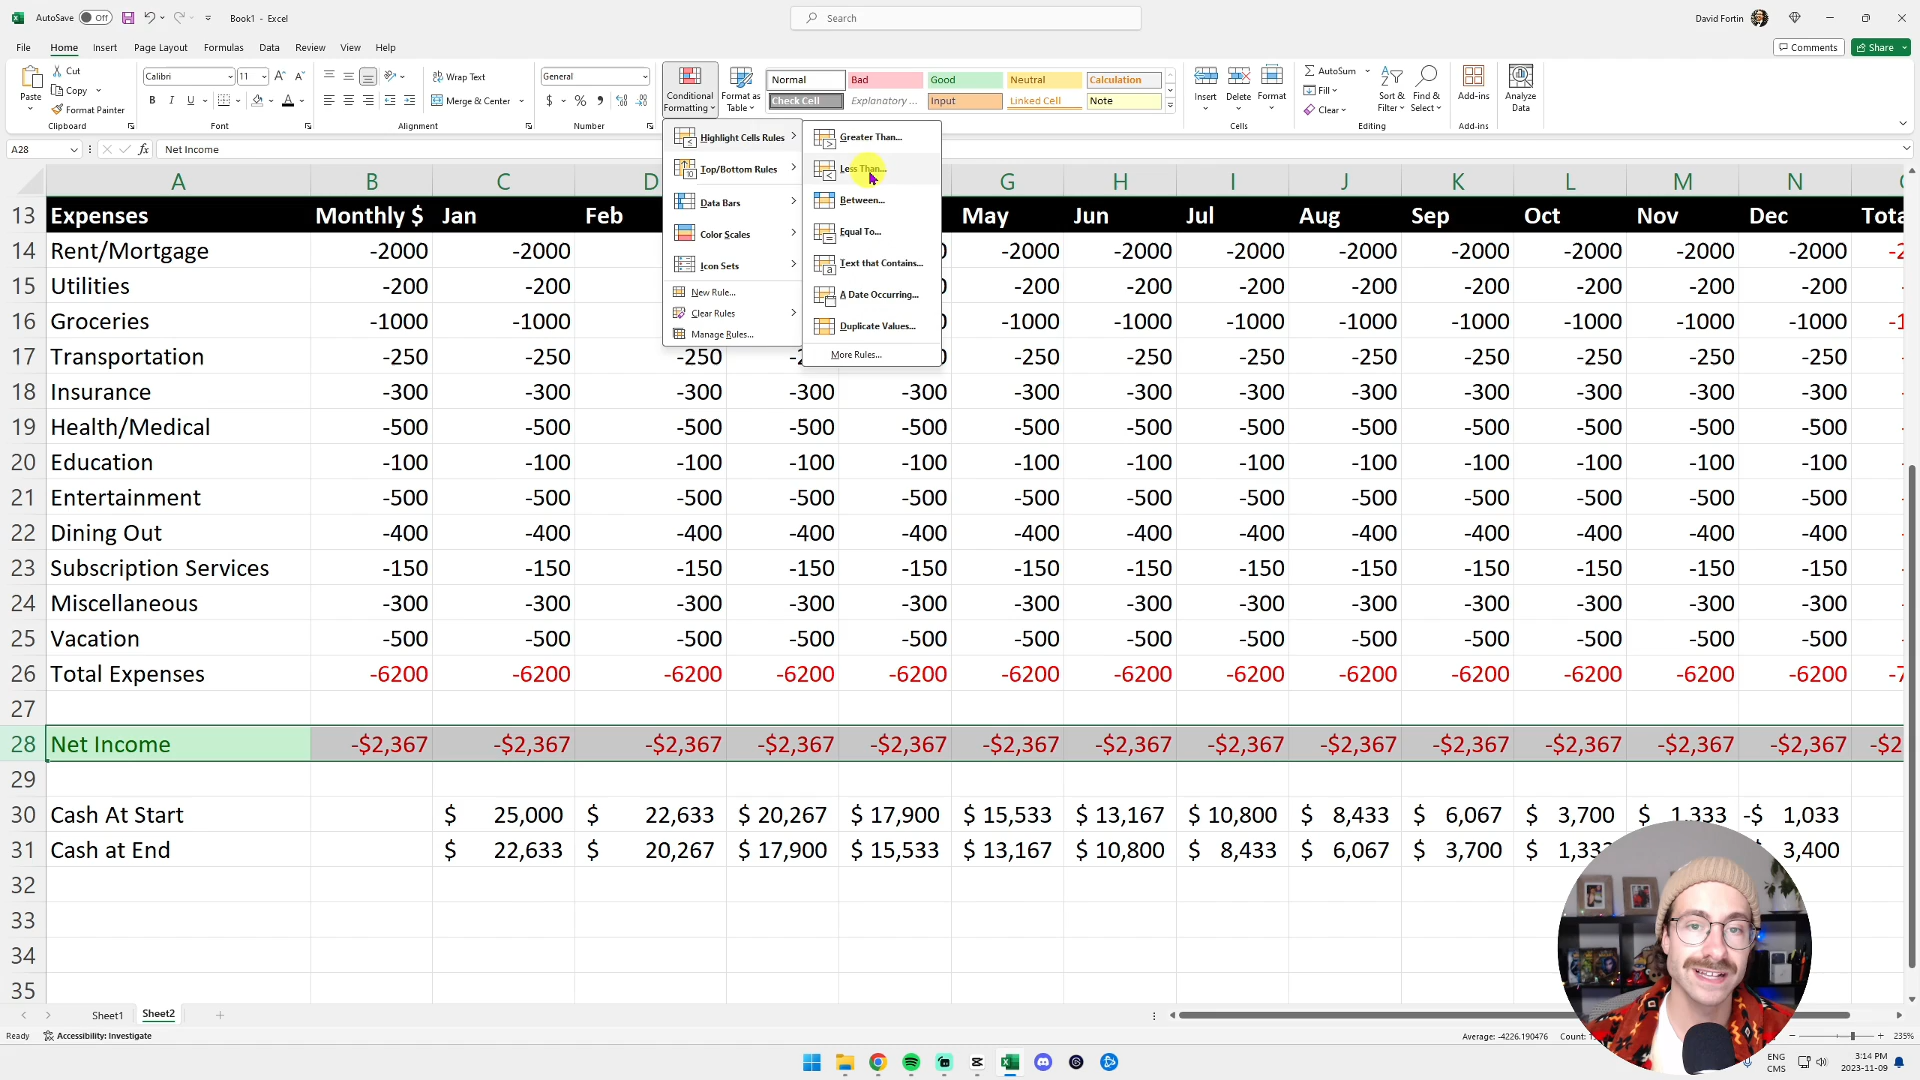 AutoSave Off Book1 - Excel Search David Fortin
File Home Insert Page Layout Formulas Data Review View Help Comments Share
Paste Cut Copy Format Painter
Calibri 11 B I U
Wrap Text Merge & Center
General $ % 9
Conditional Formatting Format as Table
Normal Bad Good Neutral Calculation
Check Cell Explanatory ... Input Linked Cell Note
Insert Delete Format
AutoSum Fill Clear Sort & Filter Find & Select Add-ins Analyze Data
Clipboard Font Alignment Number Cells Editing Add-ins
A28 fx Net Income
Highlight Cells Rules
Top/Bottom Rules
Data Bars
Color Scales
Icon Sets
New Rule...
Clear Rules
Manage Rules...
Greater Than...
Less Than...
Between...
Equal To...
Text that Contains...
A Date Occurring...
Duplicate Values...
More Rules...
A B C D G H I J K L M N
13 Expenses Monthly $ Jan Feb May Jun Jul Aug Sep Oct Nov Dec
14 Rent/Mortgage -2000 -2000 -2000 -2000 -2000 -2000 -2000 -2000 -2000 -2000
15 Utilities -200 -200 -200 -200 -200 -200 -200 -200 -200 -200
16 Groceries -1000 -1000 -1000 -1000 -1000 -1000 -1000 -1000 -1000 -1000
17 Transportation -250 -250 -250 -250 -250 -250 -250 -250 -250 -250 -250
18 Insurance -300 -300 -300 -300 -300 -300 -300 -300 -300 -300 -300 -300 -300
19 Health/Medical -500 -500 -500 -500 -500 -500 -500 -500 -500 -500 -500 -500 -500
20 Education -100 -100 -100 -100 -100 -100 -100 -100 -100 -100 -100 -100 -100
21 Entertainment -500 -500 -500 -500 -500 -500 -500 -500 -500 -500 -500 -500 -500
22 Dining Out -400 -400 -400 -400 -400 -400 -400 -400 -400 -400 -400 -400 -400
23 Subscription Services -150 -150 -150 -150 -150 -150 -150 -150 -150 -150 -150 -150 -150
24 Miscellaneous -300 -300 -300 -300 -300 -300 -300 -300 -300 -300 -300 -300 -300
25 Vacation -500 -500 -500 -500 -500 -500 -500 -500 -500 -500 -500 -500 -500
26 Total Expenses -6200 -6200 -6200 -6200 -6200 -6200 -6200 -6200 -6200 -6200 -6200 -6200 -6200
27
28 Net Income -$2,367 -$2,367 -$2,367 -$2,367 -$2,367 -$2,367 -$2,367 -$2,367 -$2,367 -$2,367 -$2,367 -$2,367 -$2,367
29
30 Cash At Start $ 25,000 $ 22,633 $ 20,267 $ 17,900 $ 15,533 $ 13,167 $ 10,800 $ 8,433 $ 6,067 $ 3,700 $ 1,333 -$ 1,033
31 Cash at End $ 22,633 $ 20,267 $ 17,900 $ 15,533 $ 13,167 $ 10,800 $ 8,433 $ 6,067 $ 3,700 $ 3,400
32
33
34
35
Sheet1 Sheet2
Ready Accessibility: Investigate Average: -4226.190476 Count: 235%
ENG CMS 3:14 PM 2023-11-09